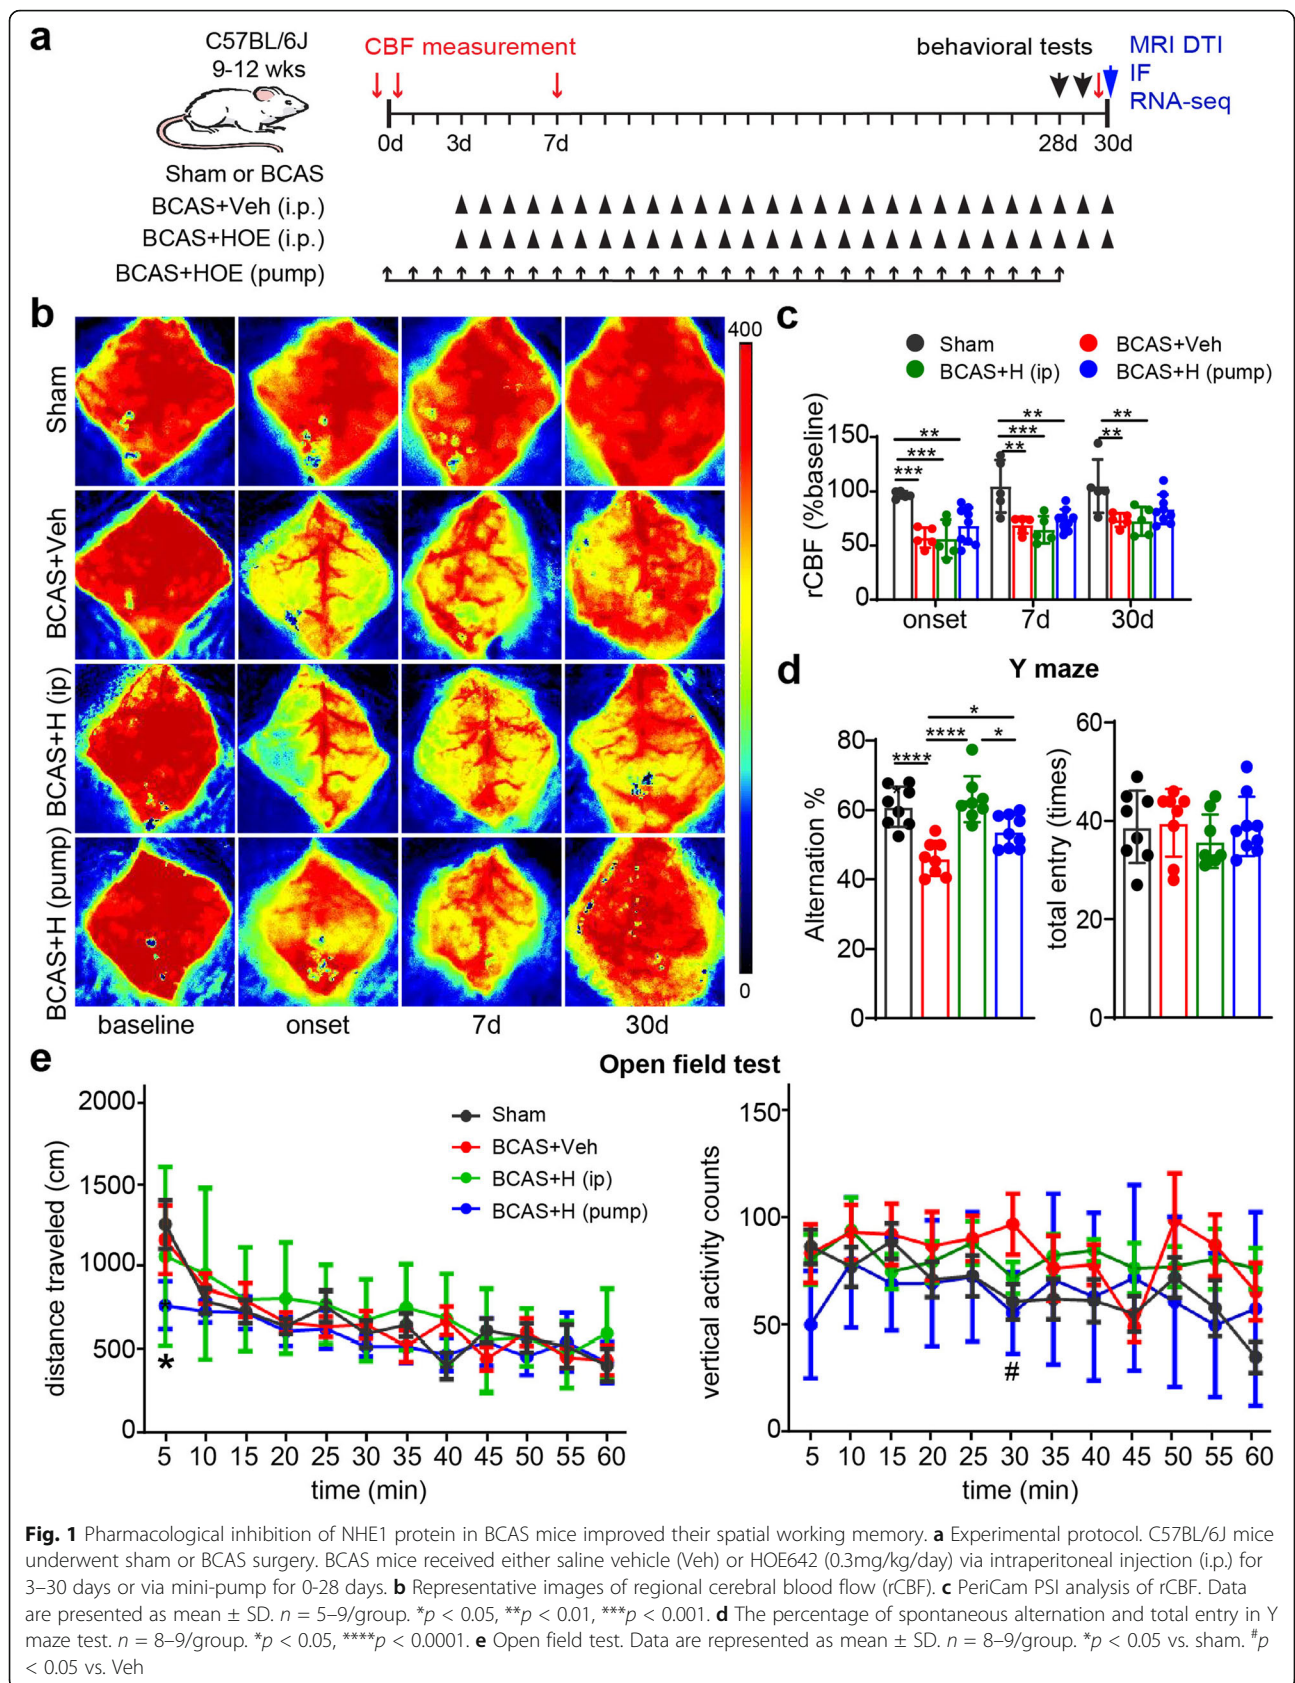 a
C57BL/6J
9-12 wks
CBF measurement
behavioral tests
MRI DTI
IF
RNA-seq
0d 3d 7d 28d 30d
Sham or BCAS
BCAS+Veh (i.p.)
BCAS+HOE (i.p.)
BCAS+HOE (pump)
b
Sham
BCAS+Veh
BCAS+H (ip)
BCAS+H (pump)
baseline onset 7d 30d
400
0
c
Sham BCAS+Veh
BCAS+H (ip) BCAS+H (pump)
rCBF (%baseline)
150
100
50
0
** *** ***
** *** **
** **
onset 7d 30d
d
Y maze
Alternation %
80
60
40
20
0
*
**** *
****
total entry (times)
60
40
20
0
e
Open field test
distance traveled (cm)
2000
1500
1000
500
0
Sham
BCAS+Veh
BCAS+H (ip)
BCAS+H (pump)
*
5 10 15 20 25 30 35 40 45 50 55 60
time (min)
vertical activity counts
150
100
50
0
#
5 10 15 20 25 30 35 40 45 50 55 60
time (min)
Fig. 1 Pharmacological inhibition of NHE1 protein in BCAS mice improved their spatial working memory. a Experimental protocol. C57BL/6J mice
underwent sham or BCAS surgery. BCAS mice received either saline vehicle (Veh) or HOE642 (0.3mg/kg/day) via intraperitoneal injection (i.p.) for
3–30 days or via mini-pump for 0-28 days. b Representative images of regional cerebral blood flow (rCBF). c PeriCam PSI analysis of rCBF. Data
are presented as mean ± SD. n = 5–9/group. *p < 0.05, **p < 0.01, ***p < 0.001. d The percentage of spontaneous alternation and total entry in Y
maze test. n = 8–9/group. *p < 0.05, ****p < 0.0001. e Open field test. Data are represented as mean ± SD. n = 8–9/group. *p < 0.05 vs. sham. #p
< 0.05 vs. Veh